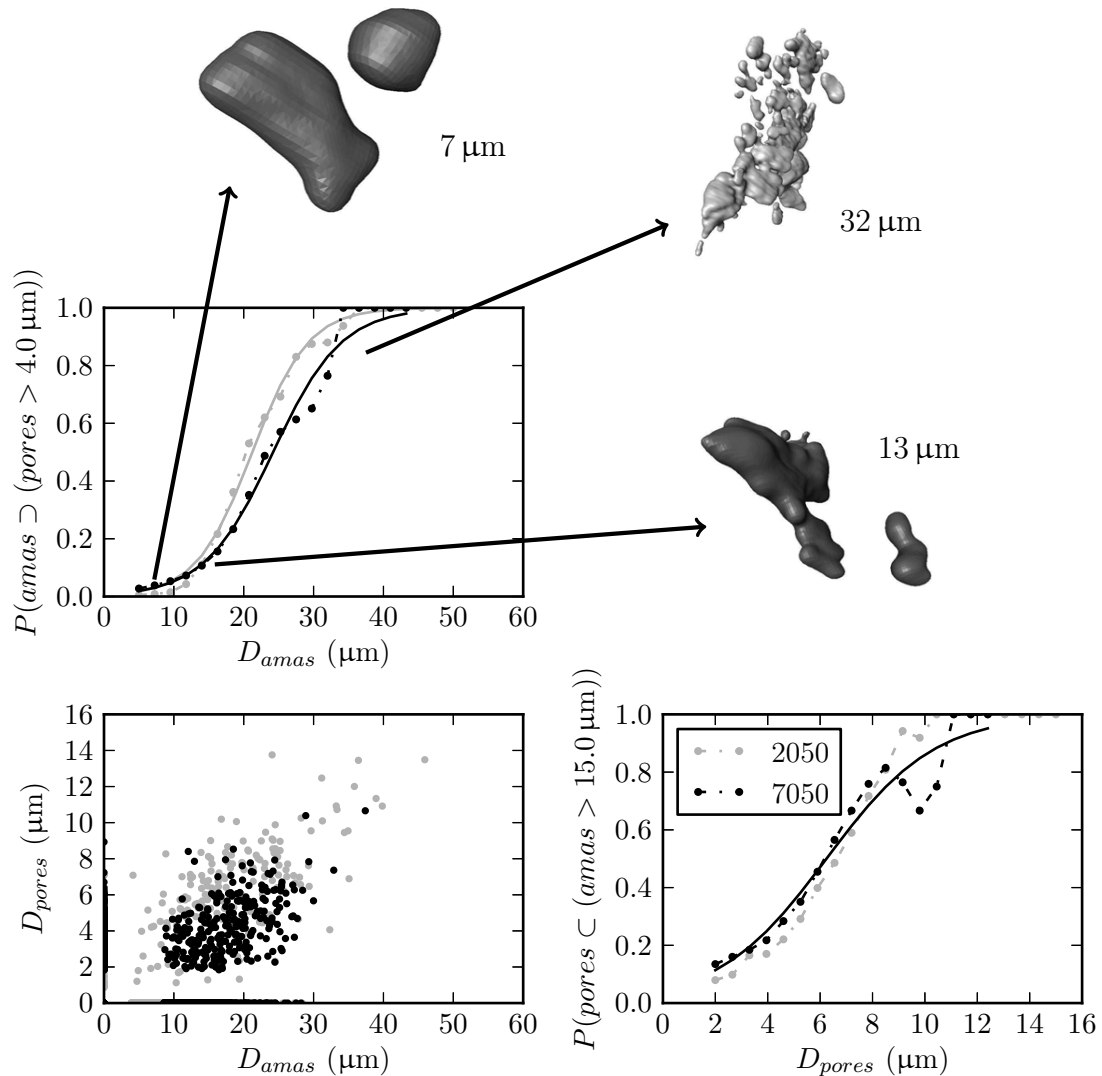 7 µm
32 µm
13 µm
P(amas ⊃ (pores > 4.0 µm))
1.0
0.8
0.6
0.4
0.2
0.0
0 10 20 30 40 50 60
D_amas (µm)
D_pores (µm)
16
14
12
10
8
6
4
2
0
0 10 20 30 40 50 60
D_amas (µm)
P(pores ⊂ (amas > 15.0 µm))
1.0
0.8
0.6
0.4
0.2
0.0
2050
7050
0 2 4 6 8 10 12 14 16
D_pores (µm)